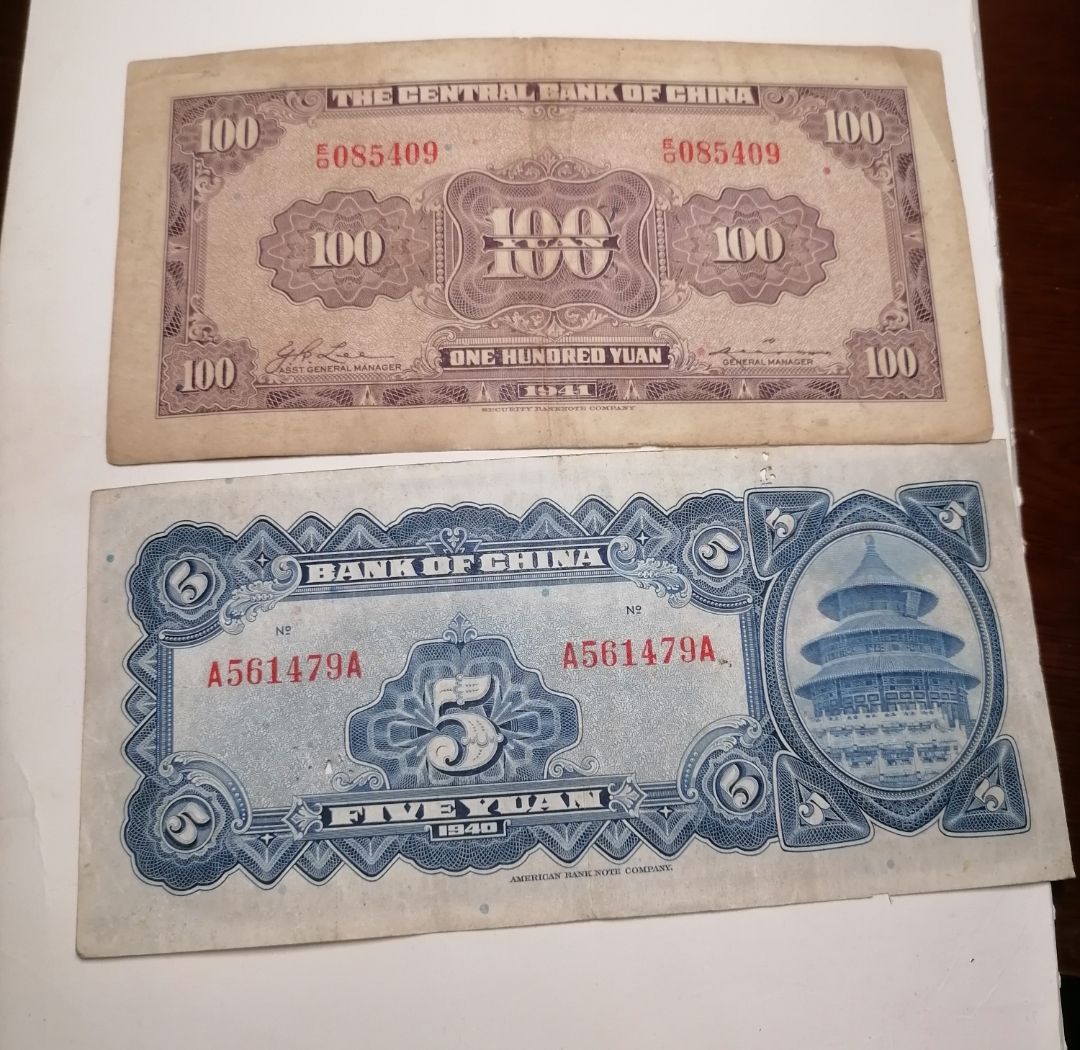 THE CENTRAL BANK OF CHINA
100 100
E/G 085409 E/G 085409
100 100 YUAN 100
ASST GENERAL MANAGER GENERAL MANAGER
100 ONE HUNDRED YUAN 100
1941
SECURITY BANKNOTE COMPANY
5 BANK OF CHINA 5 5 5
Nº Nº
A561479A A561479A
5
5 FIVE YUAN 5 5 5
1940
AMERICAN BANK NOTE COMPANY.